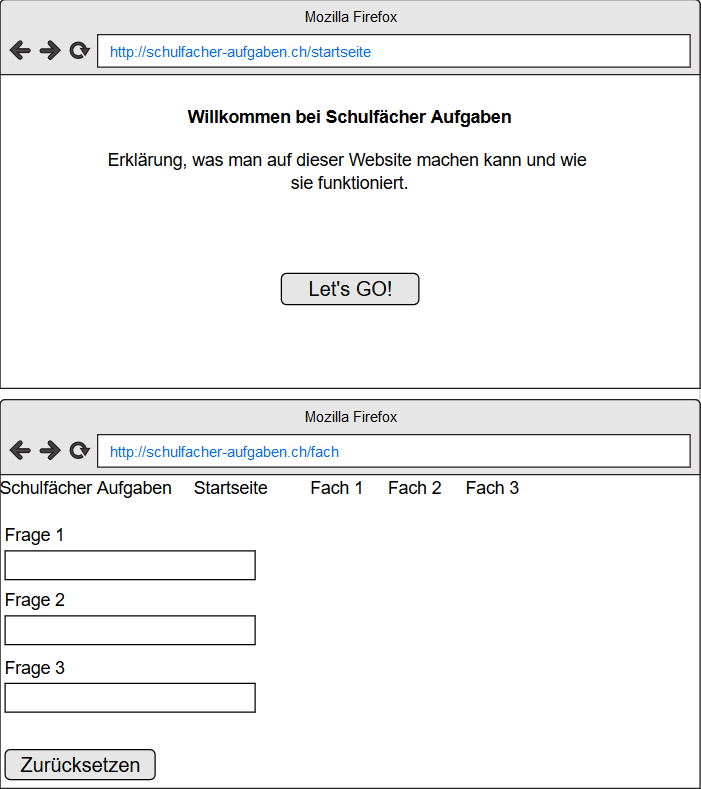 Mozilla Firefox
http://schulfacher-aufgaben.ch/startseite
Willkommen bei Schulfächer Aufgaben
Erklärung, was man auf dieser Website machen kann und wie
sie funktioniert.
Let's GO!
Mozilla Firefox
http://schulfacher-aufgaben.ch/fach
Schulfächer Aufgaben Startseite Fach 1 Fach 2 Fach 3
Frage 1
Frage 2
Frage 3
Zurücksetzen